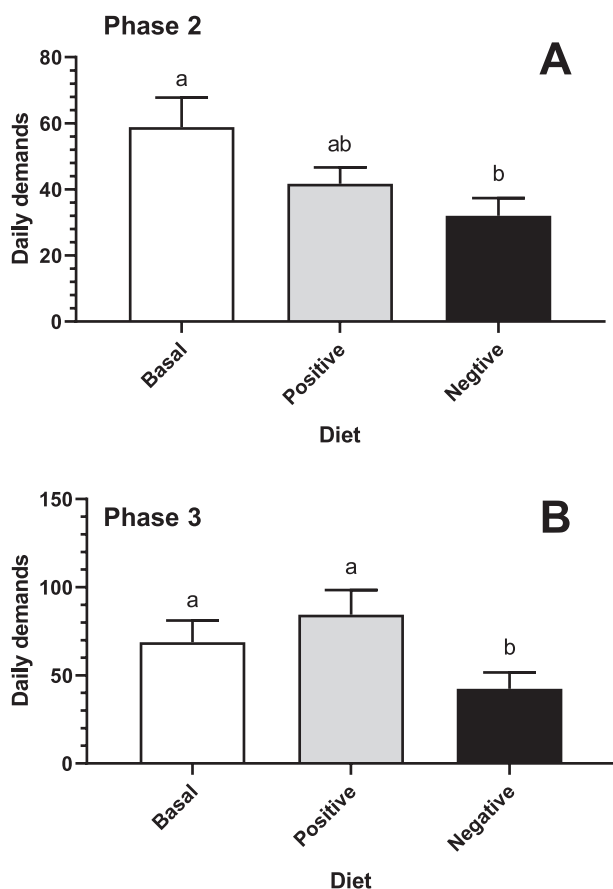 Phase 2
A
80
60
40
20
0
Daily demands
a
ab
b
Basal
Positive
Negtive
Diet
Phase 3
B
150
100
50
0
Daily demands
a
a
b
Basal
Positive
Negative
Diet